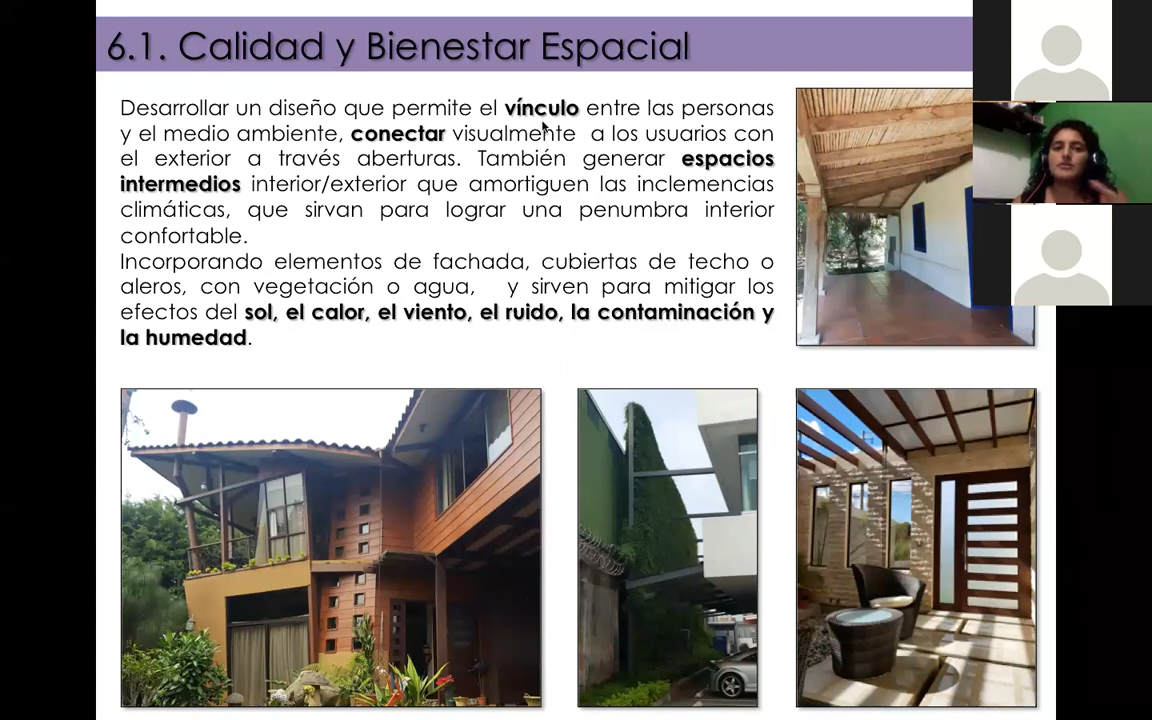 6.1. Calidad y Bienestar Espacial
Desarrollar un diseño que permite el vínculo entre las personas
y el medio ambiente, conectar visualmente a los usuarios con
el exterior a través aberturas. También generar espacios
intermedios interior/exterior que amortiguen las inclemencias
climáticas, que sirvan para lograr una penumbra interior
confortable.
Incorporando elementos de fachada, cubiertas de techo o
aleros, con vegetación o agua, y sirven para mitigar los
efectos del sol, el calor, el viento, el ruido, la contaminación y
la humedad.